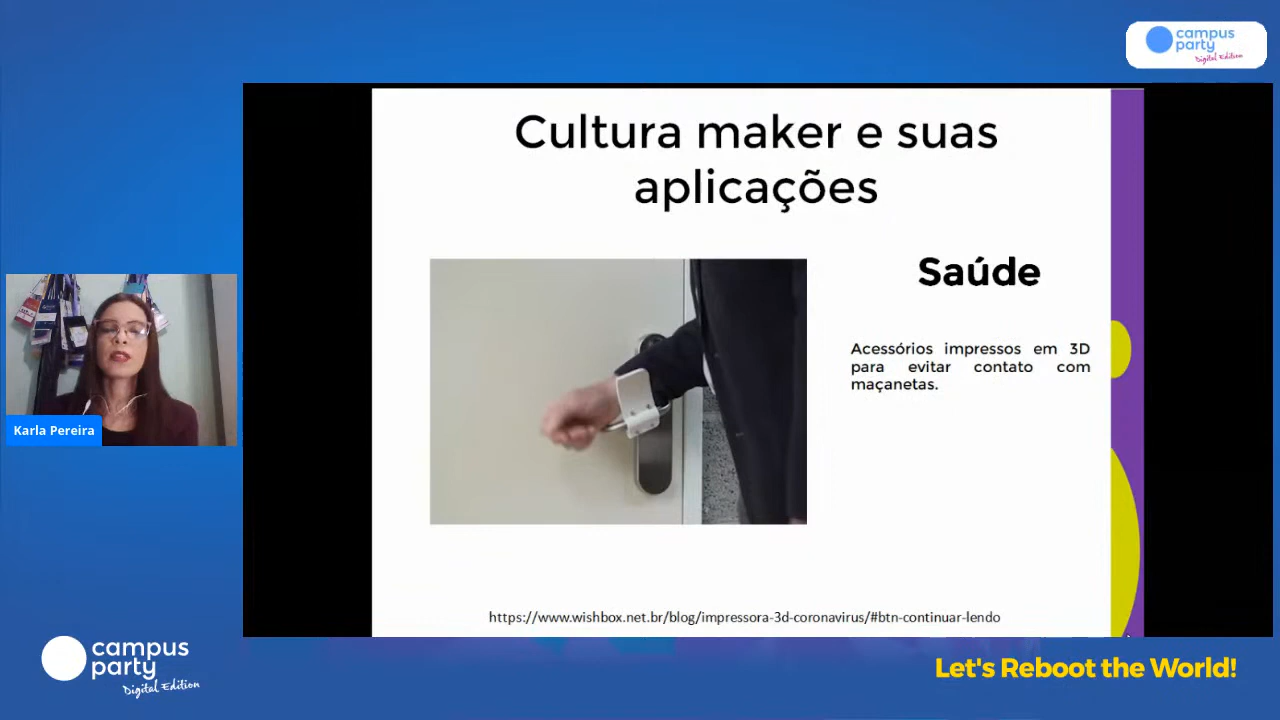 campus
party
Digital Edition
Cultura maker e suas
aplicações
Saúde
Acessórios impressos em 3D
para evitar contato com
maçanetas.
Karla Pereira
https://www.wishbox.net.br/blog/impressora-3d-coronavirus/#btn-continuar-lendo
campus
party
Digital Edition
Let's Reboot the World!